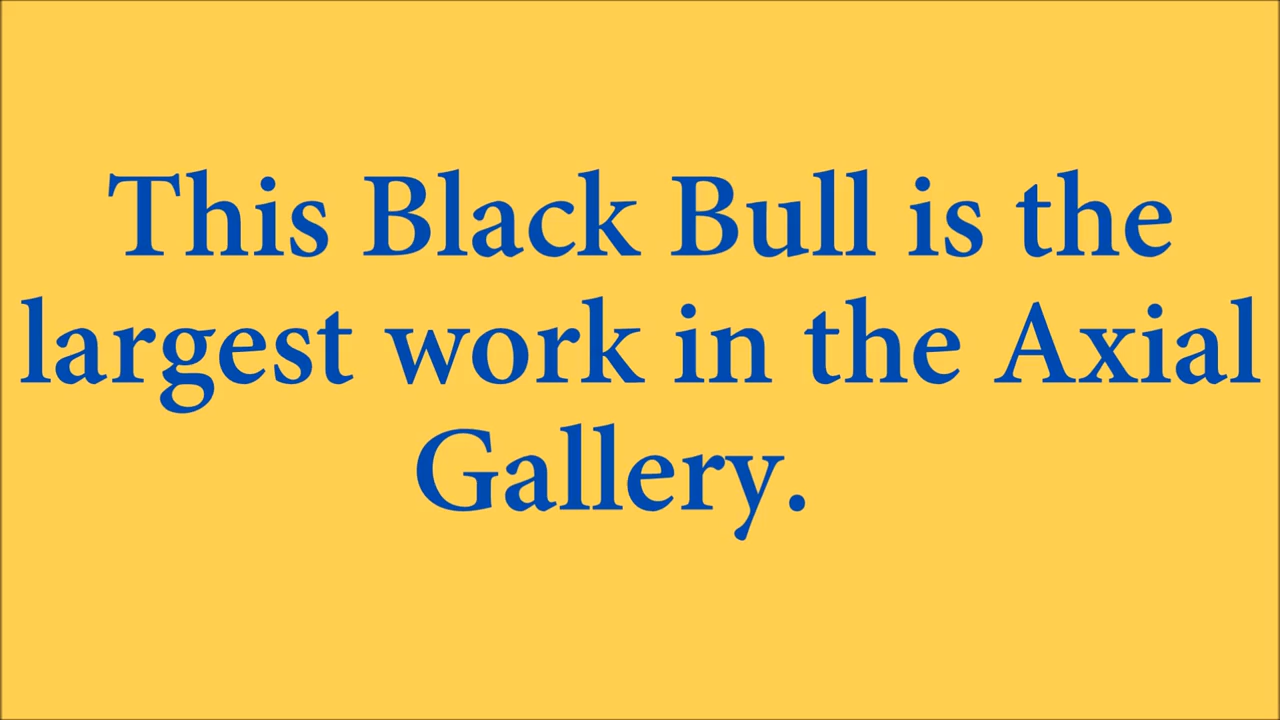 This Black Bull is the
largest work in the Axial
Gallery.